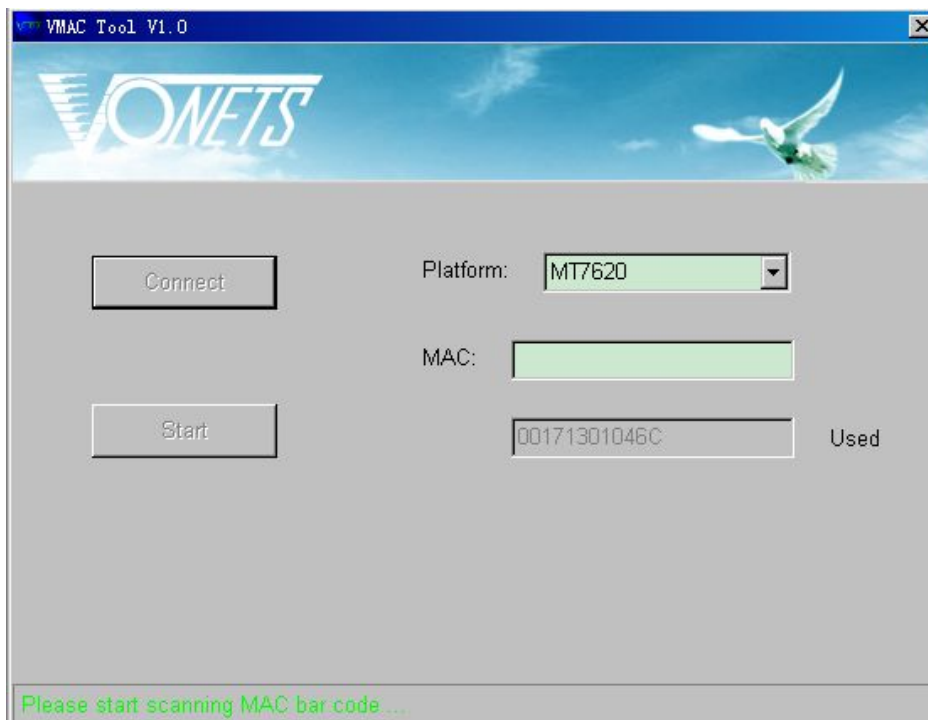 VMAC Tool V1.0
VONETS
Connect
Platform:
MT7620
MAC:
Start
00171301046C
Used
Please start scanning MAC bar code ...